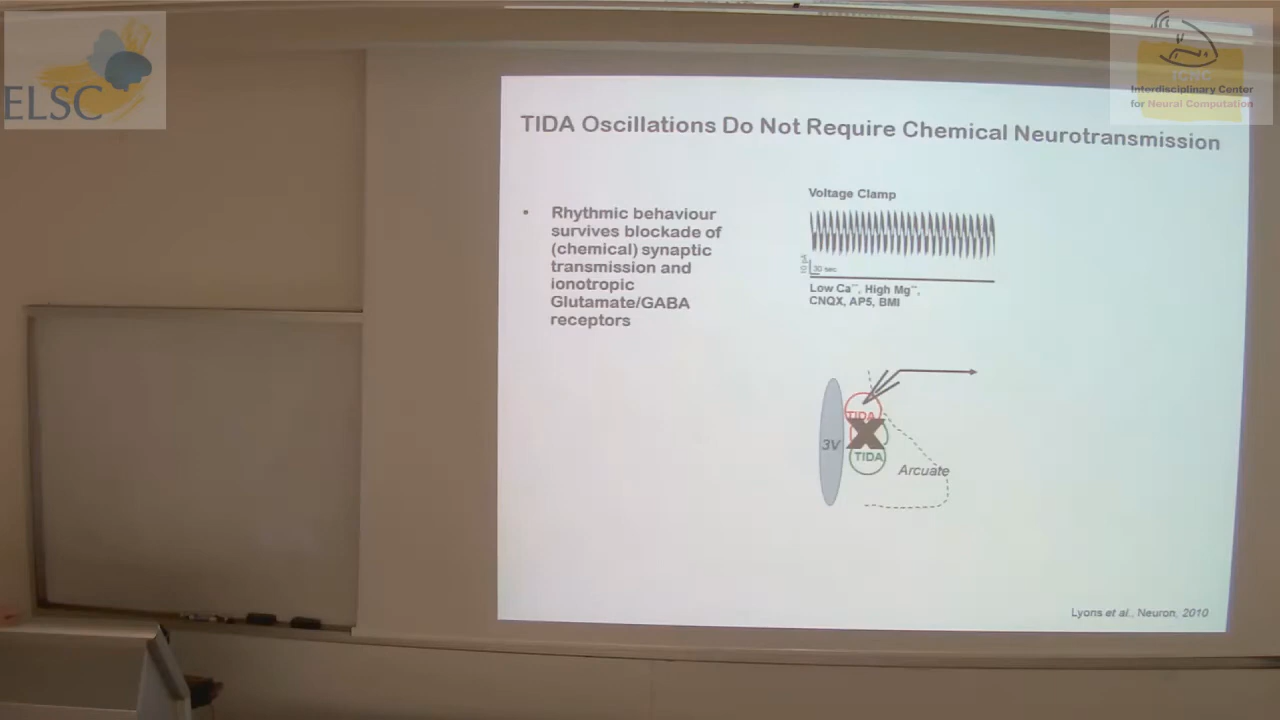 ELSC
ICNC
Interdisciplinary Center
for Neural Computation
TIDA Oscillations Do Not Require Chemical Neurotransmission
• Rhythmic behaviour
survives blockade of
(chemical) synaptic
transmission and
ionotropic
Glutamate/GABA
receptors
Voltage Clamp
30 sec
Low Ca⁺⁺, High Mg⁺⁺,
CNQX, AP5, BMI
TIDA
3V
TIDA
Arcuate
Lyons et al., Neuron, 2010